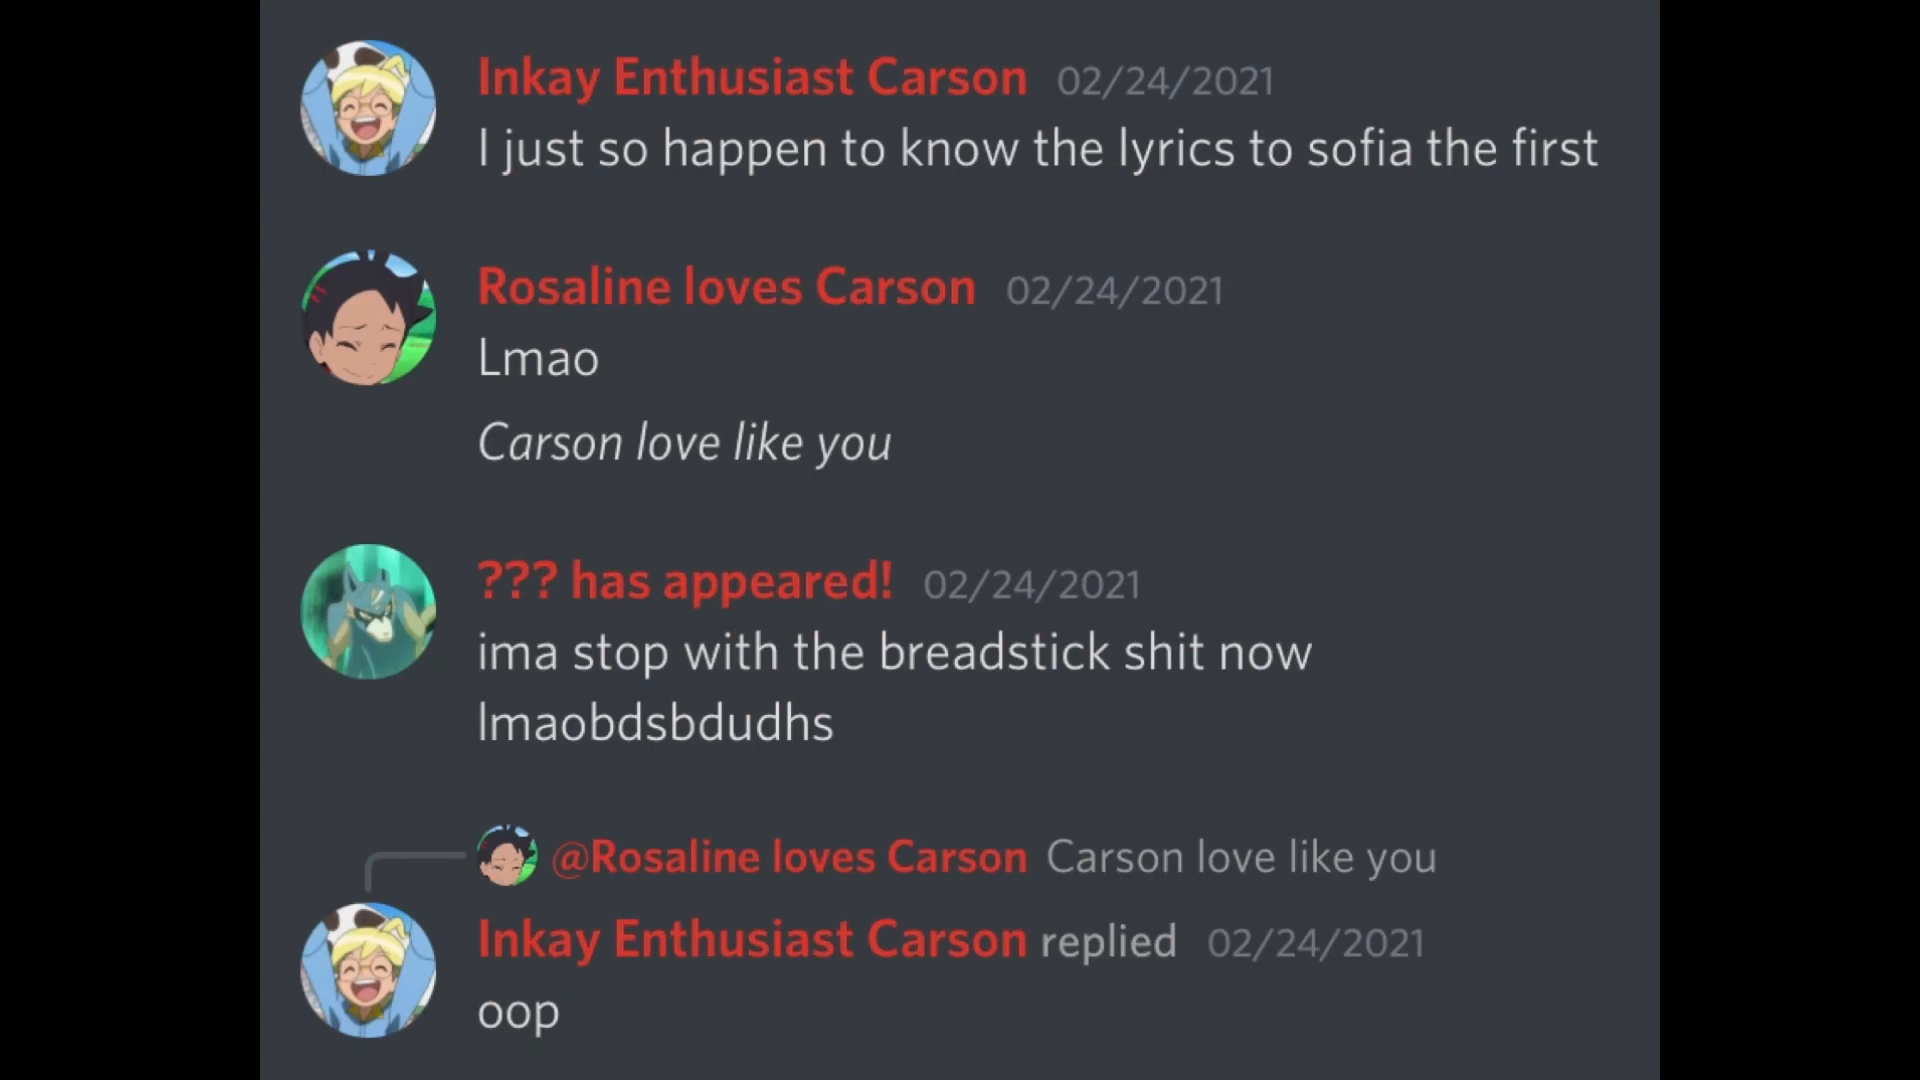 Inkay Enthusiast Carson 02/24/2021
I just so happen to know the lyrics to sofia the first
Rosaline loves Carson 02/24/2021
Lmao
Carson love like you
??? has appeared! 02/24/2021
ima stop with the breadstick shit now
lmaobdsbdudhs
@Rosaline loves Carson Carson love like you
Inkay Enthusiast Carson replied 02/24/2021
oop